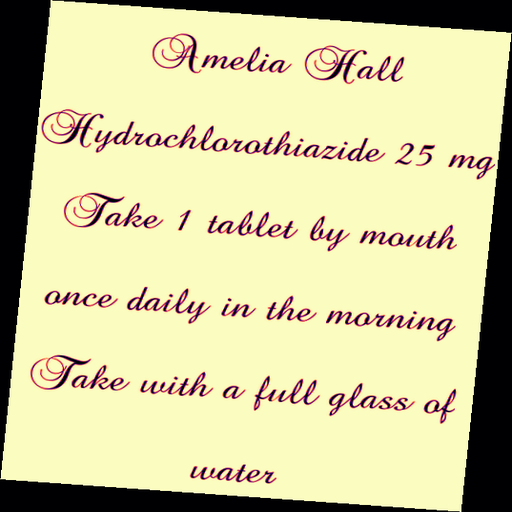 Amelia Hall
Hydrochlorothiazide 25 mg
Take 1 tablet by mouth
once daily in the morning
Take with a full glass of
water